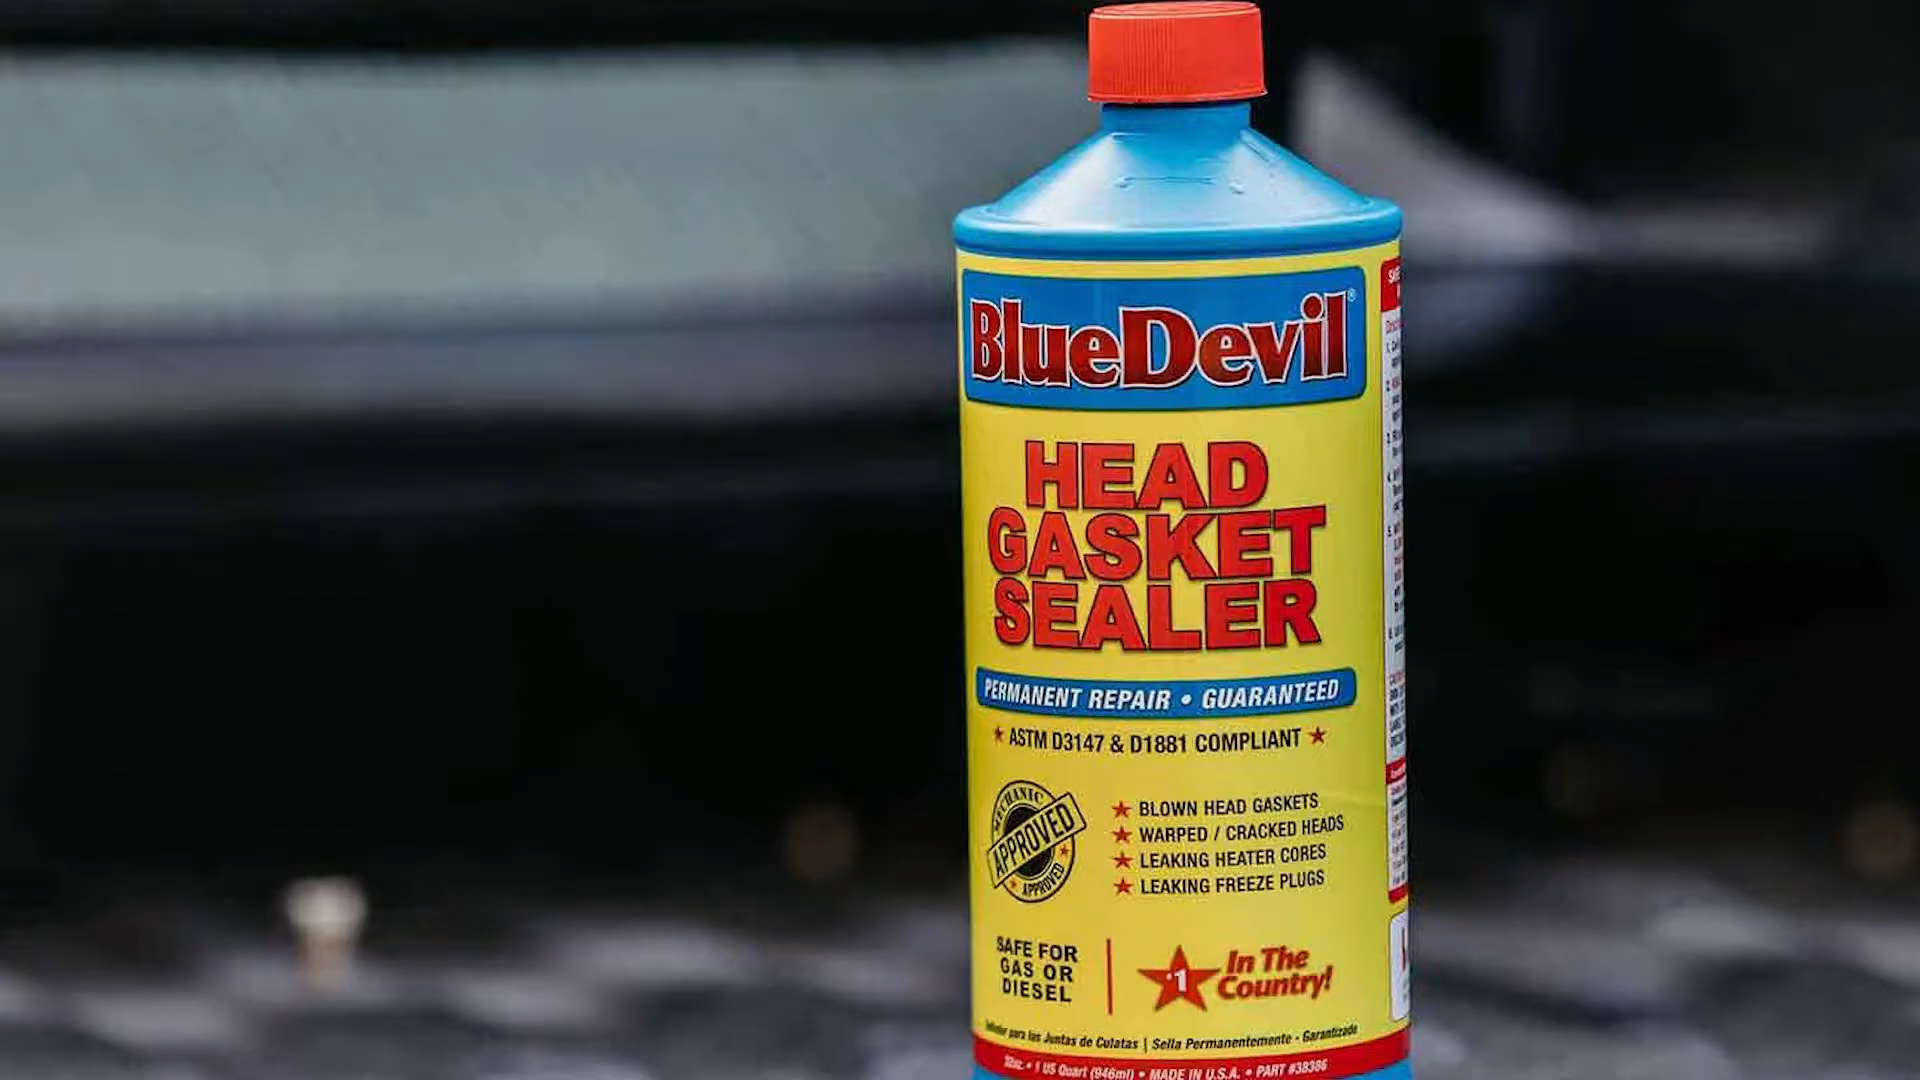 BlueDevil®
HEAD
GASKET
SEALER
PERMANENT REPAIR • GUARANTEED
★ ASTM D3147 & D1881 COMPLIANT ★
MECHANIC
APPROVED
APPROVED
★ BLOWN HEAD GASKETS
★ WARPED / CRACKED HEADS
★ LEAKING HEATER CORES
★ LEAKING FREEZE PLUGS
SAFE FOR
GAS OR
DIESEL
#1 In The
Country!
para las Juntas de Culatas | Sella Permanentemente - Garantizado
32oz. • 1 US Quart (946ml) • MADE IN U.S.A. • PART #38386